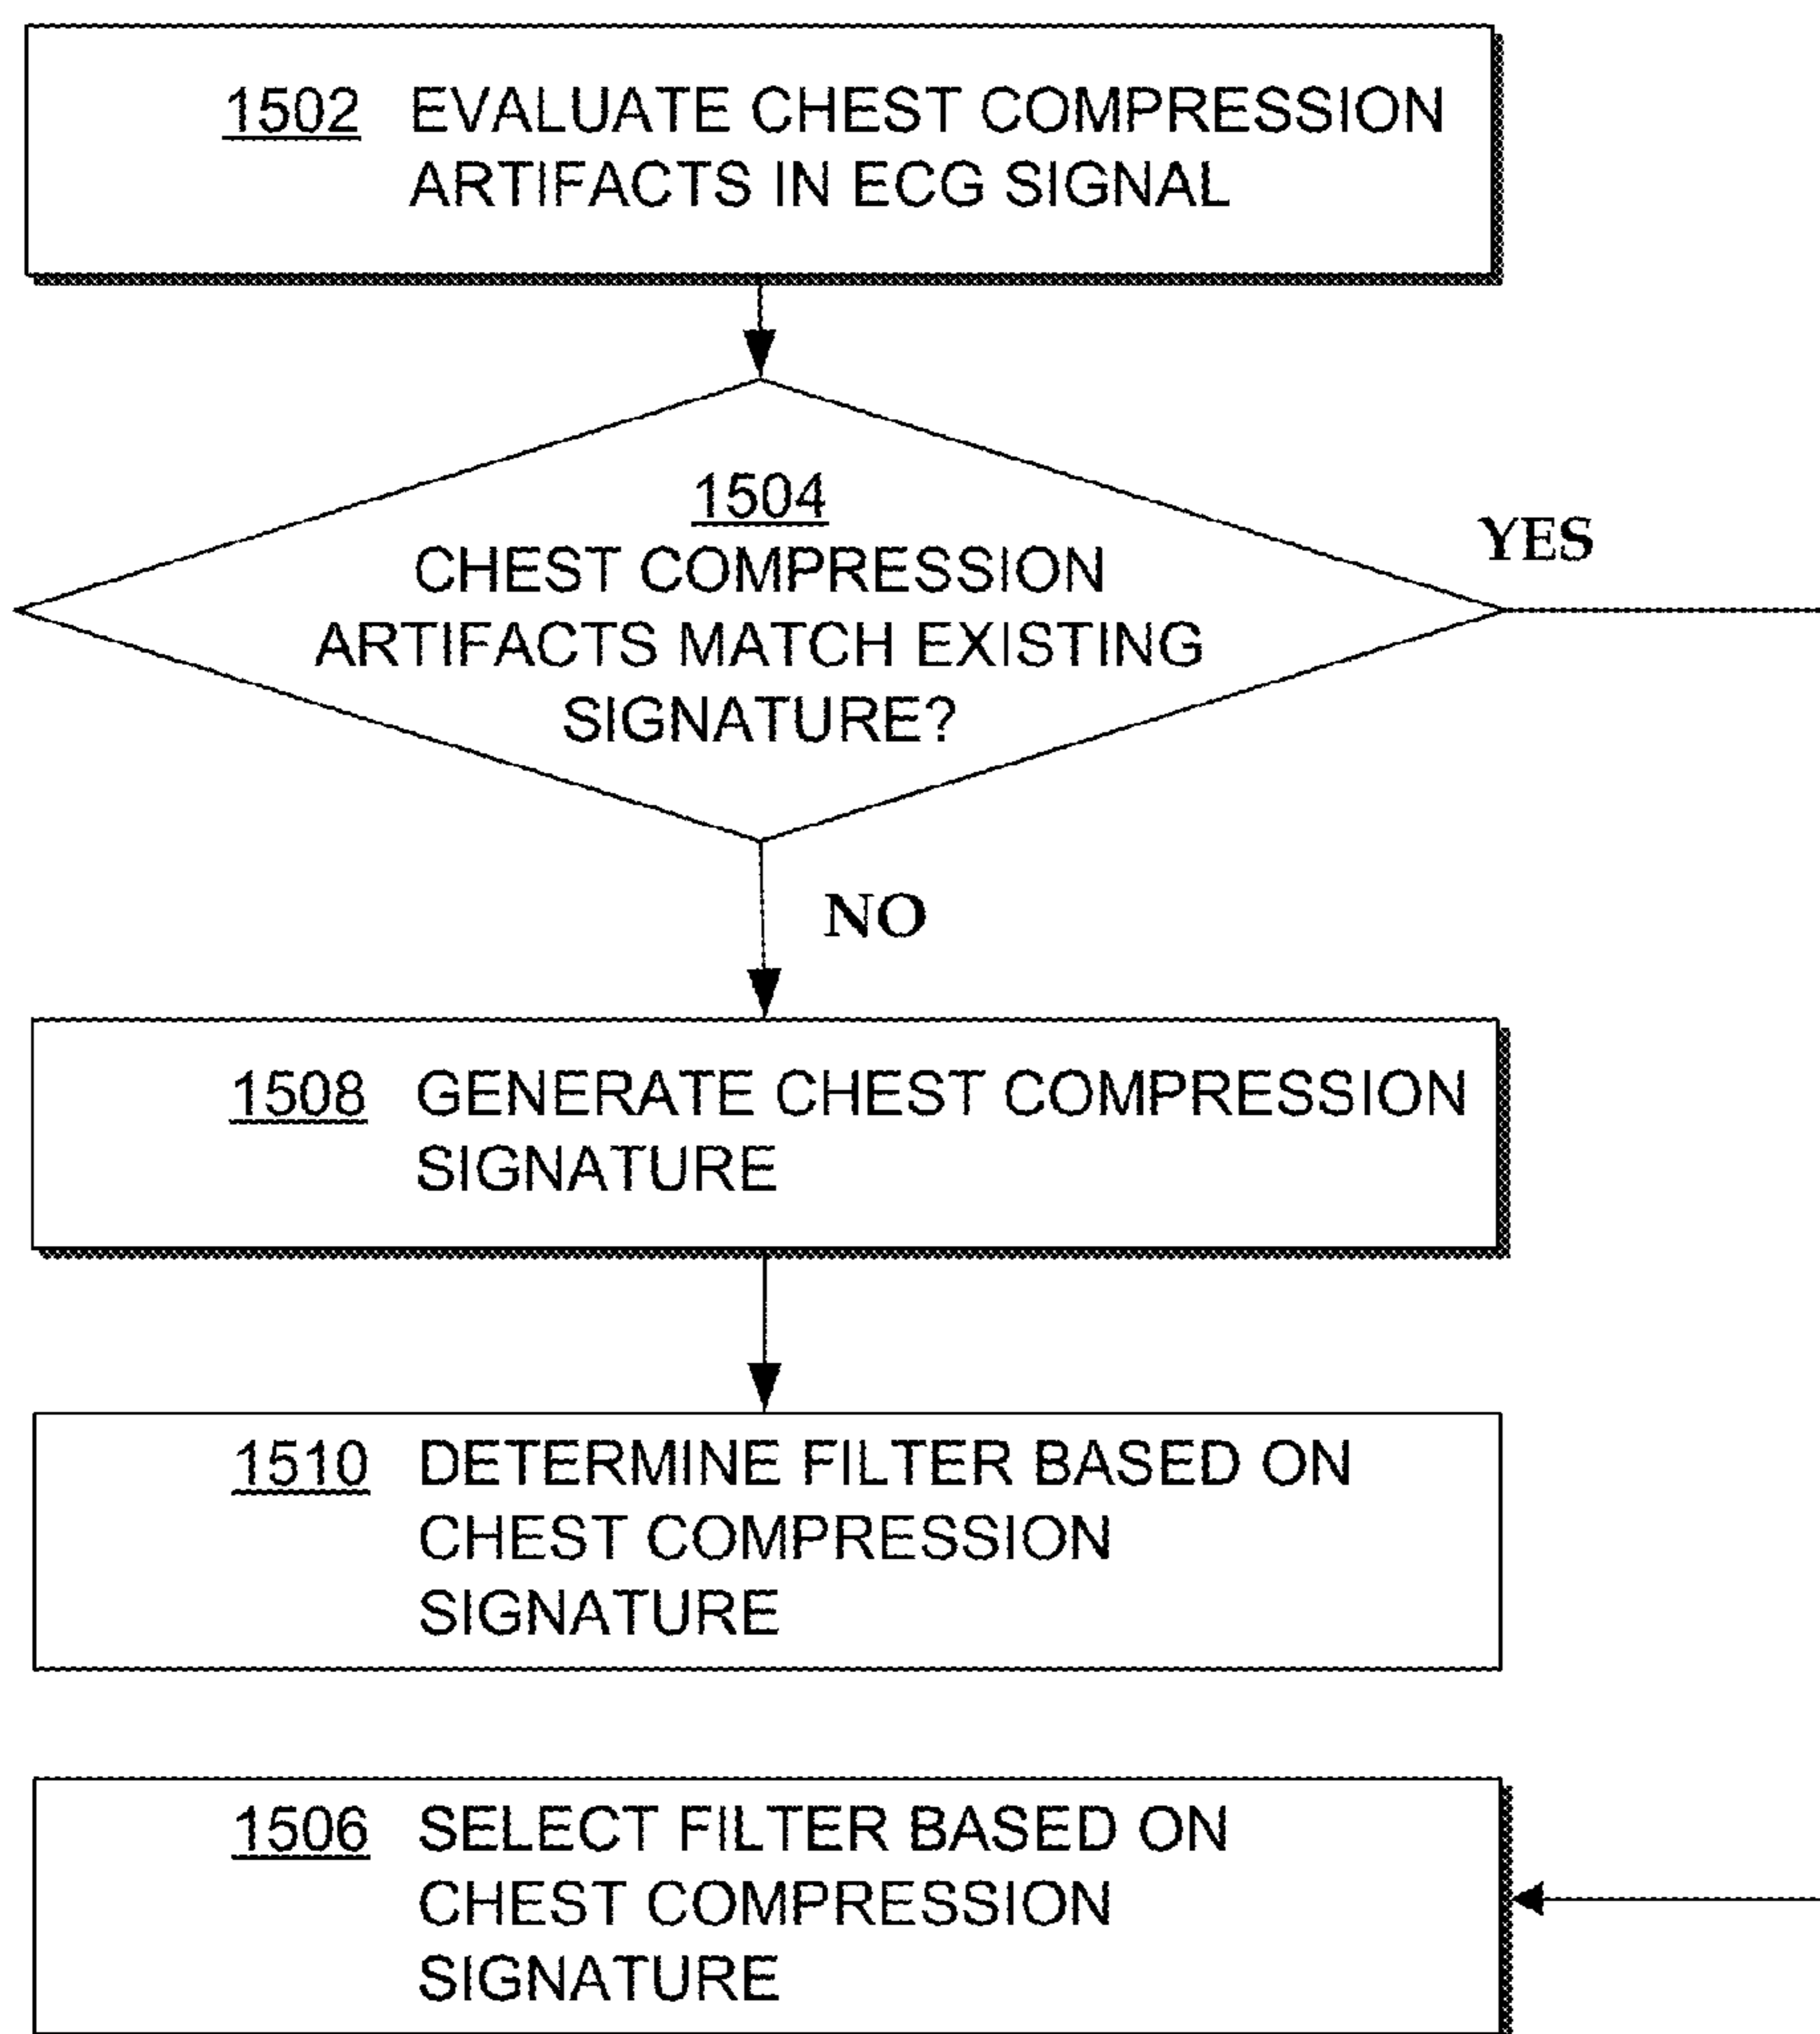 1502 EVALUATE CHEST COMPRESSION
ARTIFACTS IN ECG SIGNAL
1504
CHEST COMPRESSION
ARTIFACTS MATCH EXISTING
SIGNATURE?
YES
NO
1508 GENERATE CHEST COMPRESSION
SIGNATURE
1510 DETERMINE FILTER BASED ON
CHEST COMPRESSION
SIGNATURE
1506 SELECT FILTER BASED ON
CHEST COMPRESSION
SIGNATURE